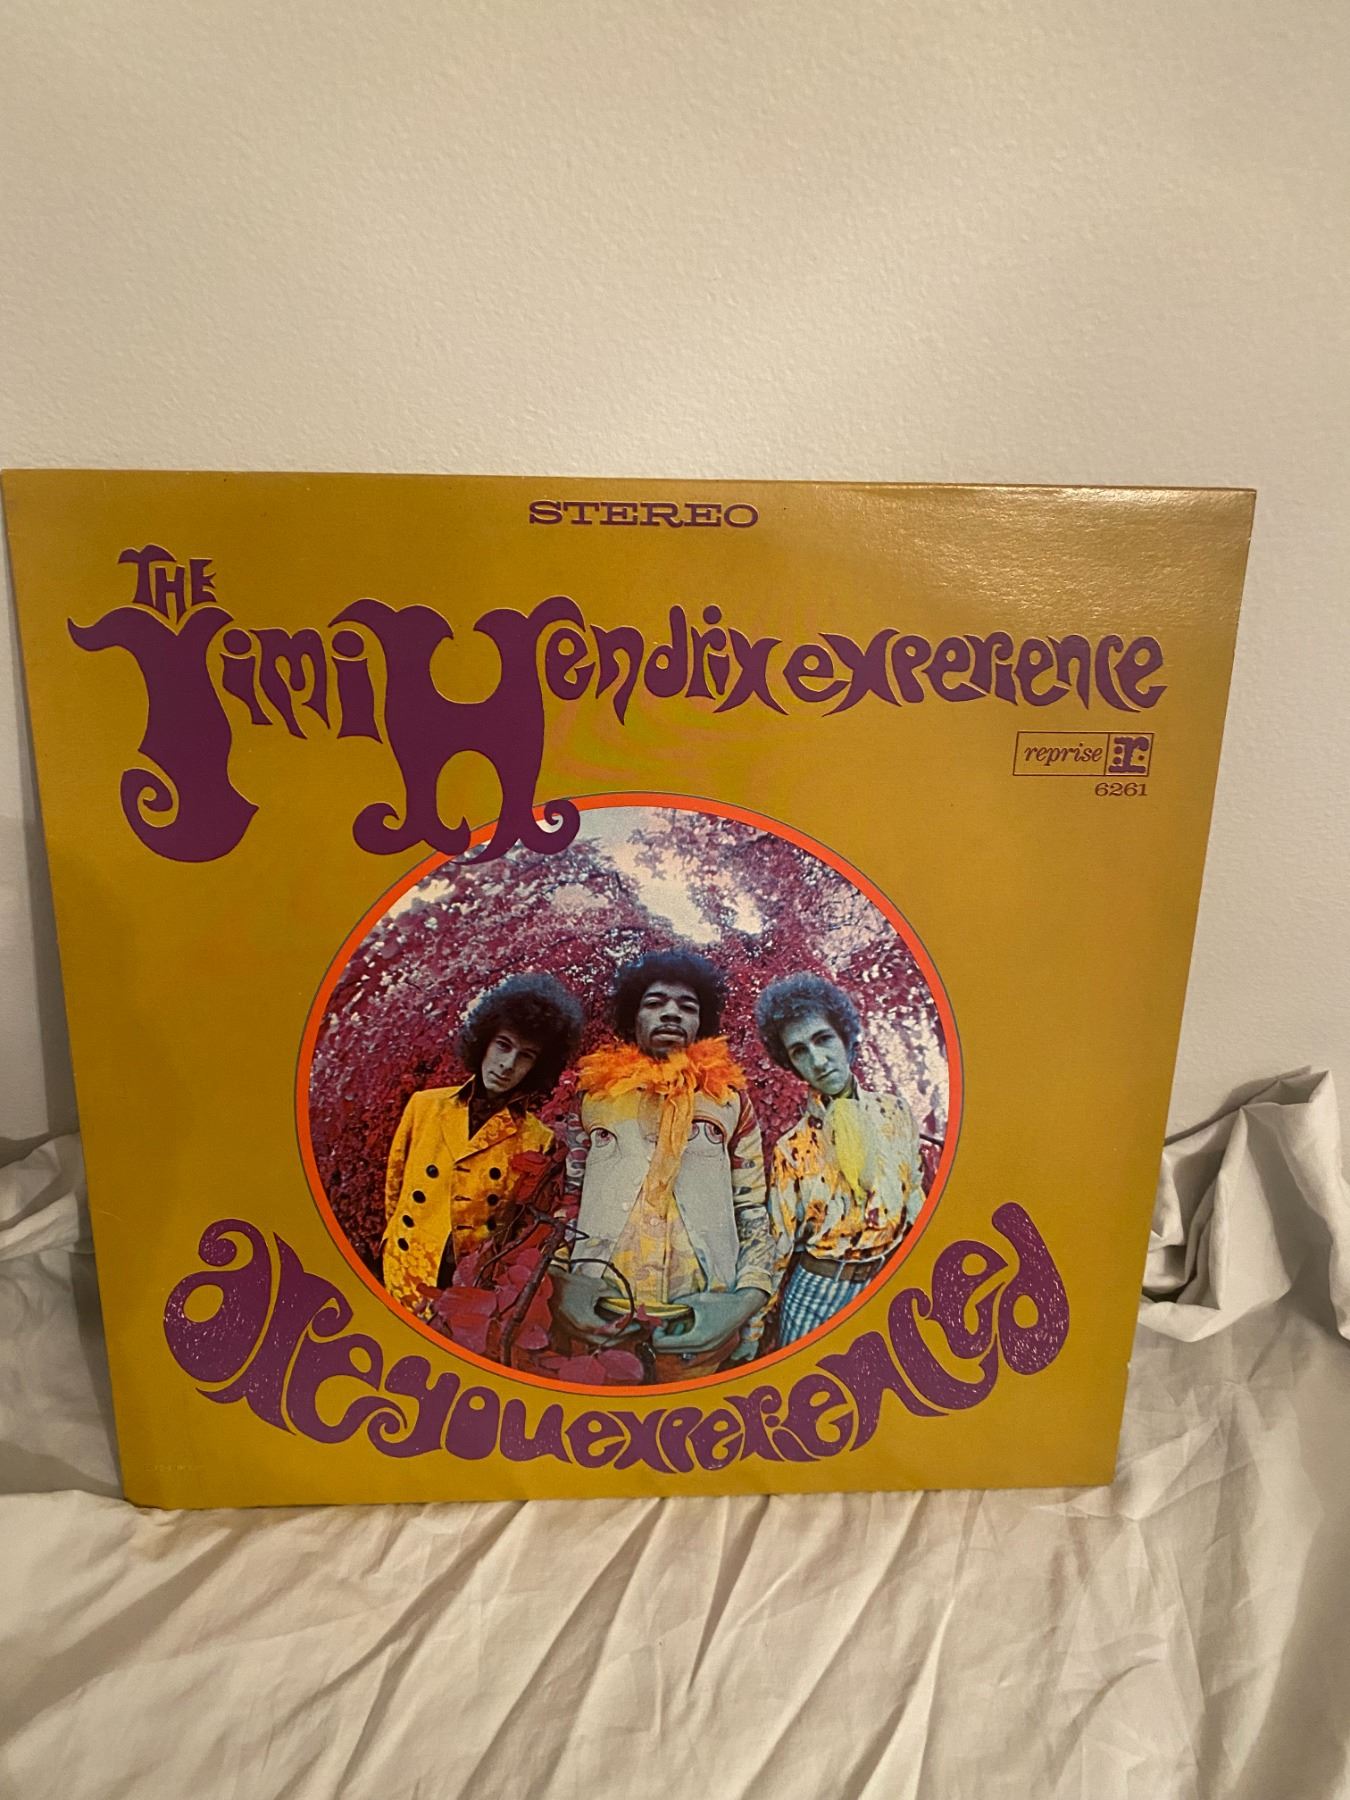 STEREO
THE
Jimi Hendrix experience
reprise r
6261
are you experienced